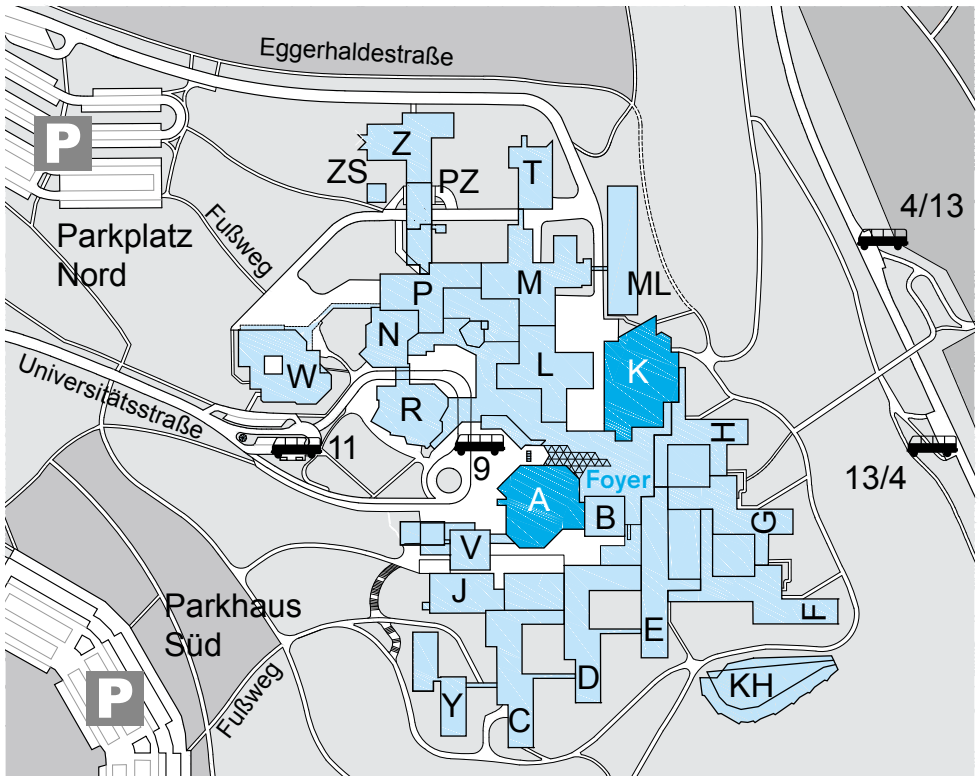 Eggerhaldestraße
P
Z
ZS
PZ
T
4/13
Fußweg
Parkplatz
Nord
P
M
ML
N
L
K
W
R
Universitätsstraße
11
9
H
13/4
Foyer
A
B
G
V
J
Parkhaus
Süd
F
E
D
KH
P
Fußweg
Y
C